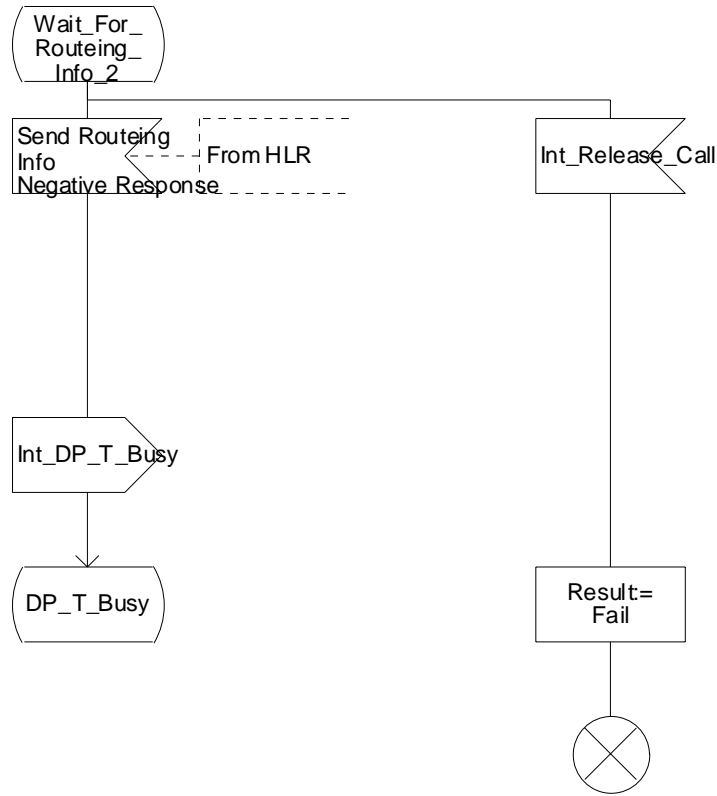 Wait_For_
Routeing_
Info_2
Send Routeing
Info
Negative Response
From HLR
Int_Release_Call
Int_DP_T_Busy
DP_T_Busy
Result:=
Fail